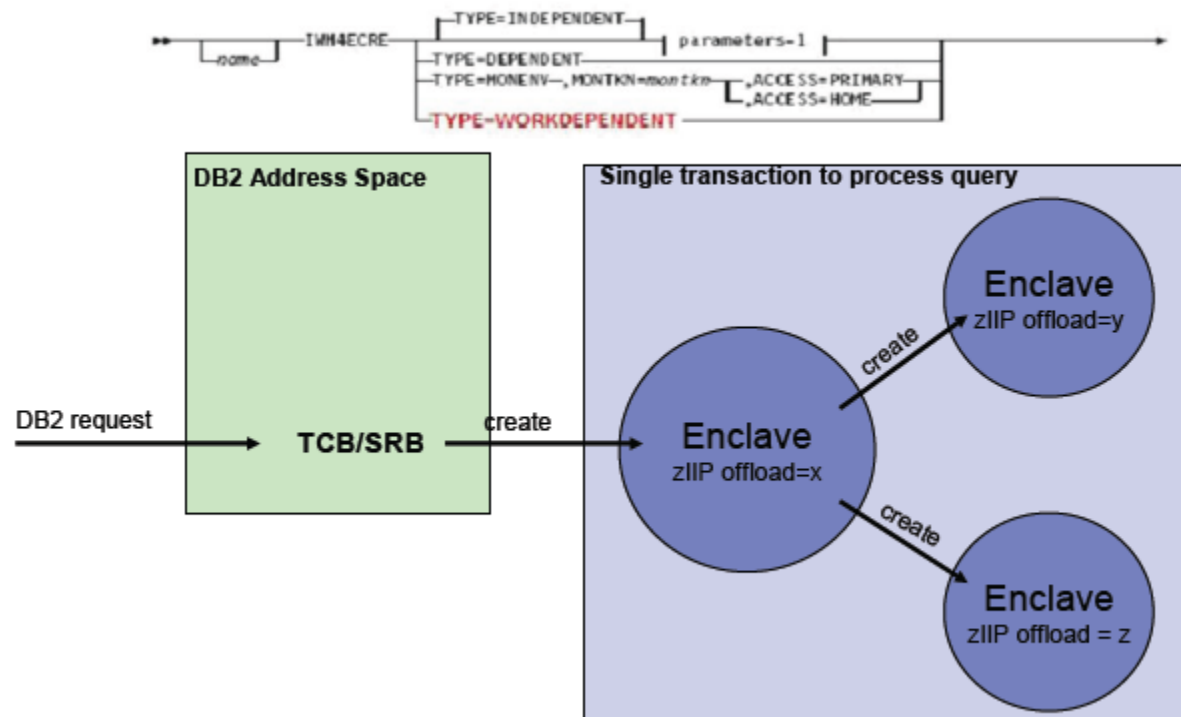 TYPE=INDEPENDENT
name IWM4ECRE parameters-1
TYPE=DEPENDENT
TYPE=MONENV ,MONTKN=montkn ,ACCESS=PRIMARY
,ACCESS=HOME
TYPE=WORKDEPENDENT
DB2 Address Space
Single transaction to process query
Enclave
zIIP offload=y
create
DB2 request
TCB/SRB
create
Enclave
zIIP offload=x
create
Enclave
zIIP offload = z